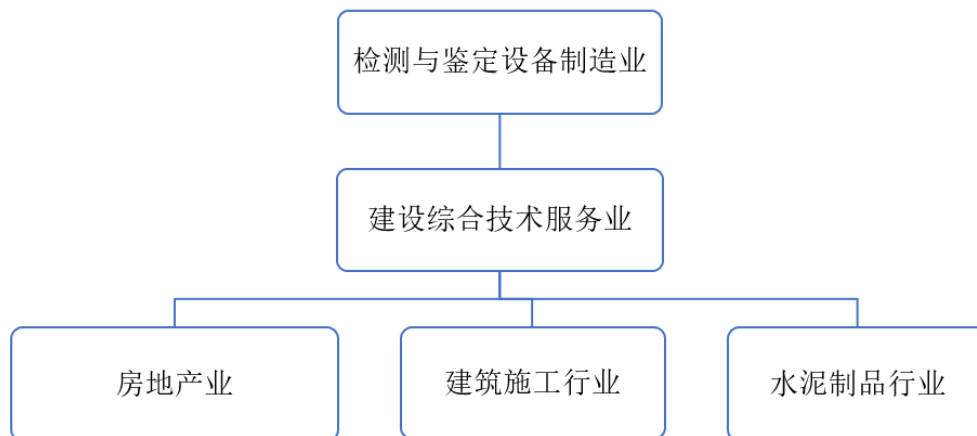 检测与鉴定设备制造业
建设综合技术服务业
房地产业
建筑施工行业
水泥制品行业